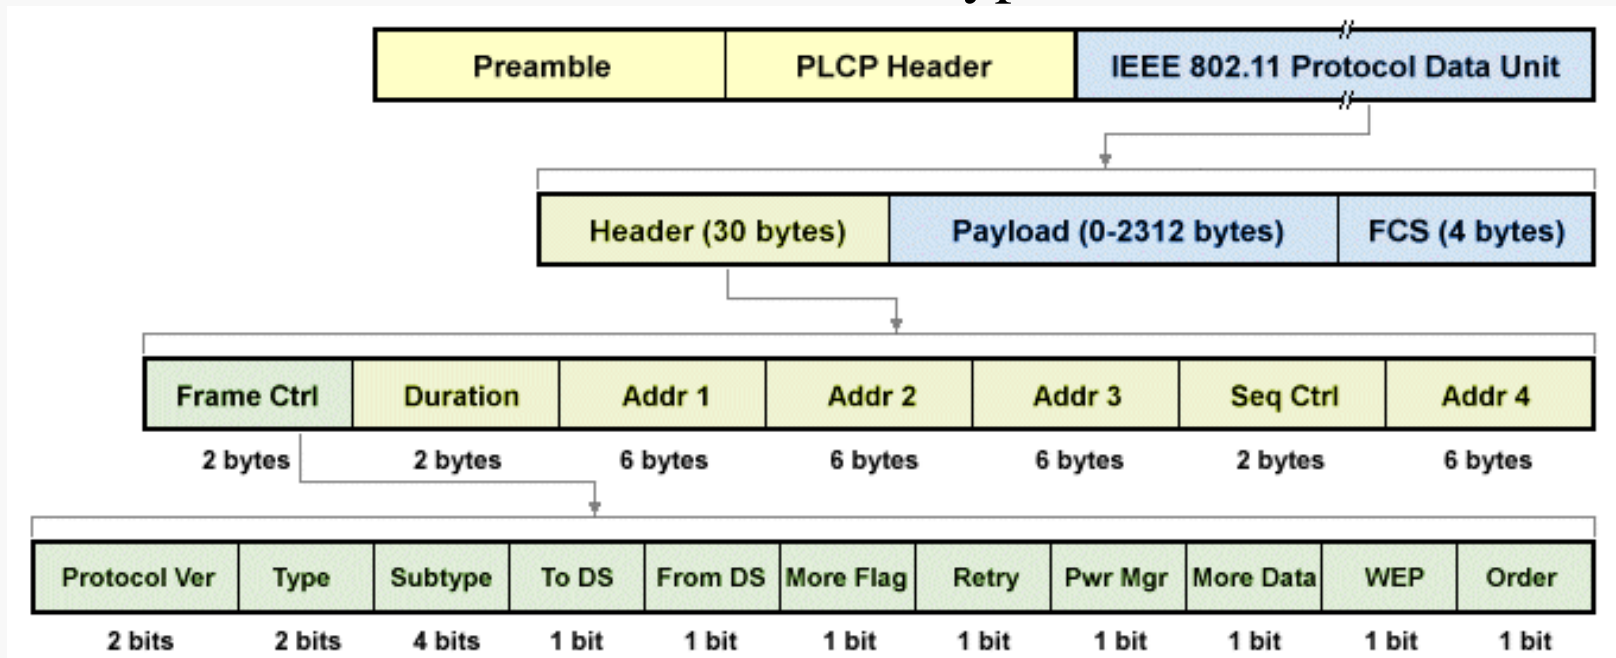 Preamble PLCP Header IEEE 802.11 Protocol Data Unit
Header (30 bytes) Payload (0-2312 bytes) FCS (4 bytes)
Frame Ctrl Duration Addr 1 Addr 2 Addr 3 Seq Ctrl Addr 4
2 bytes 2 bytes 6 bytes 6 bytes 6 bytes 2 bytes 6 bytes
Protocol Ver Type Subtype To DS From DS More Flag Retry Pwr Mgr More Data WEP Order
2 bits 2 bits 4 bits 1 bit 1 bit 1 bit 1 bit 1 bit 1 bit 1 bit 1 bit